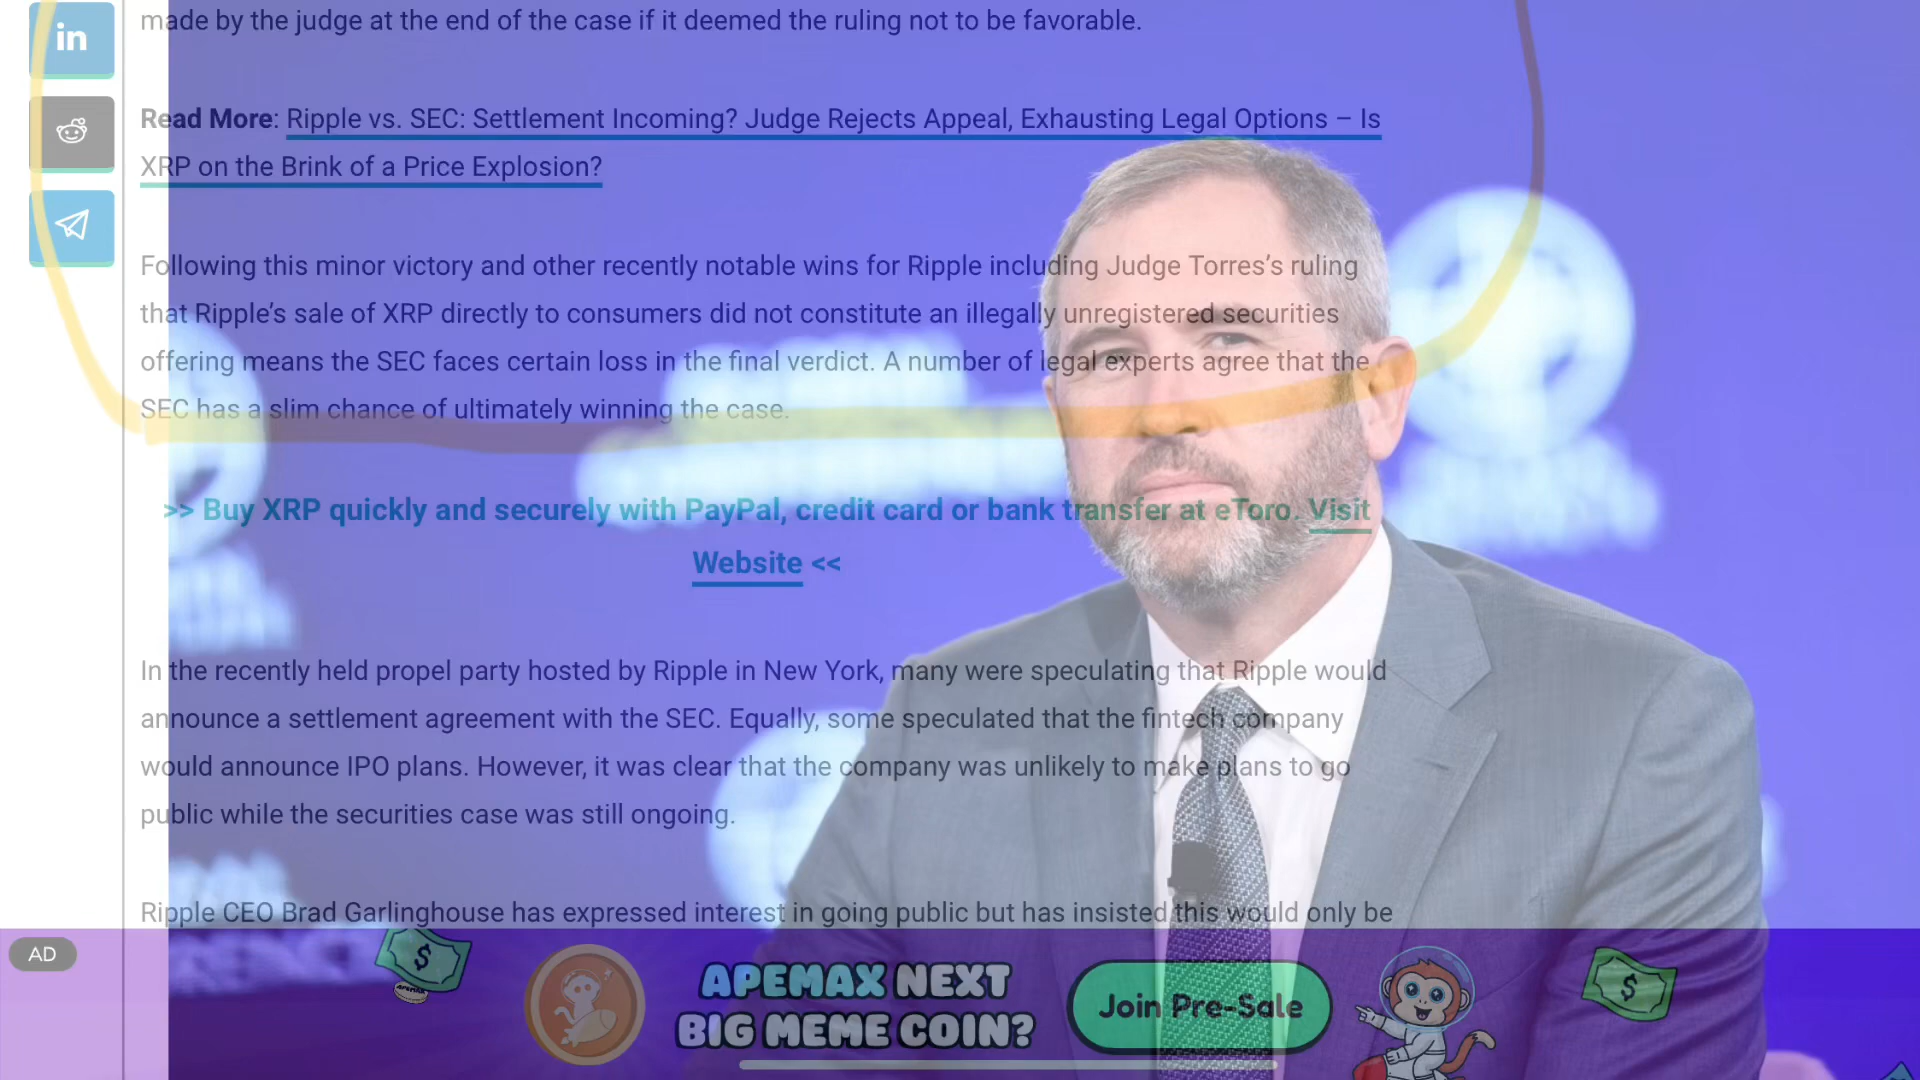 made by the judge at the end of the case if it deemed the ruling not to be favorable.
Read More: Ripple vs. SEC: Settlement Incoming? Judge Rejects Appeal, Exhausting Legal Options – Is
XRP on the Brink of a Price Explosion?
Following this minor victory and other recently notable wins for Ripple including Judge Torres’s ruling
that Ripple’s sale of XRP directly to consumers did not constitute an illegally unregistered securities
offering means the SEC faces certain loss in the final verdict. A number of legal experts agree that the
SEC has a slim chance of ultimately winning the case.
>> Buy XRP quickly and securely with PayPal, credit card or bank transfer at eToro. Visit
Website <<
In the recently held propel party hosted by Ripple in New York, many were speculating that Ripple would
announce a settlement agreement with the SEC. Equally, some speculated that the fintech company
would announce IPO plans. However, it was clear that the company was unlikely to make plans to go
public while the securities case was still ongoing.
Ripple CEO Brad Garlinghouse has expressed interest in going public but has insisted this would only be
AD
APEMAX NEXT
BIG MEME COIN?
Join Pre-Sale
in